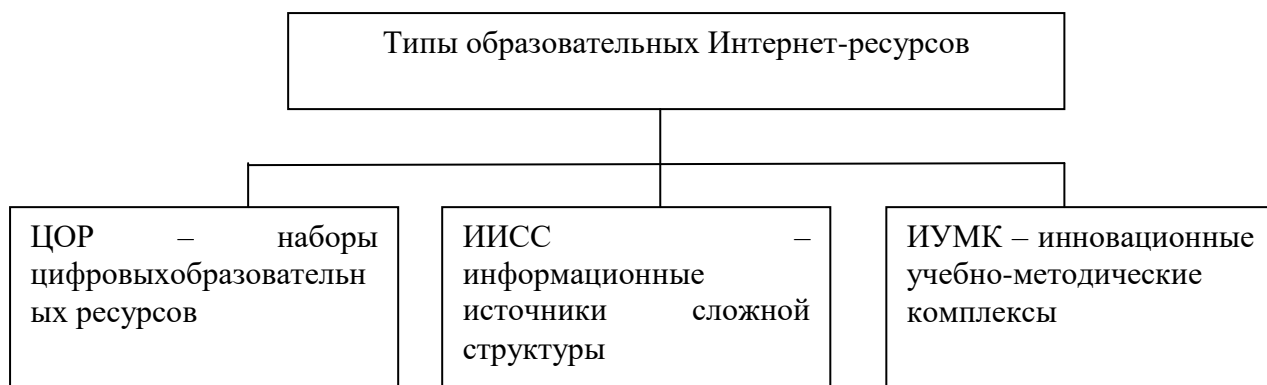 Типы образовательных Интернет-ресурсов
ЦОР – наборы
цифровыхобразовательн
ых ресурсов
ИИСС –
информационные
источники сложной
структуры
ИУМК – инновационные
учебно-методические
комплексы